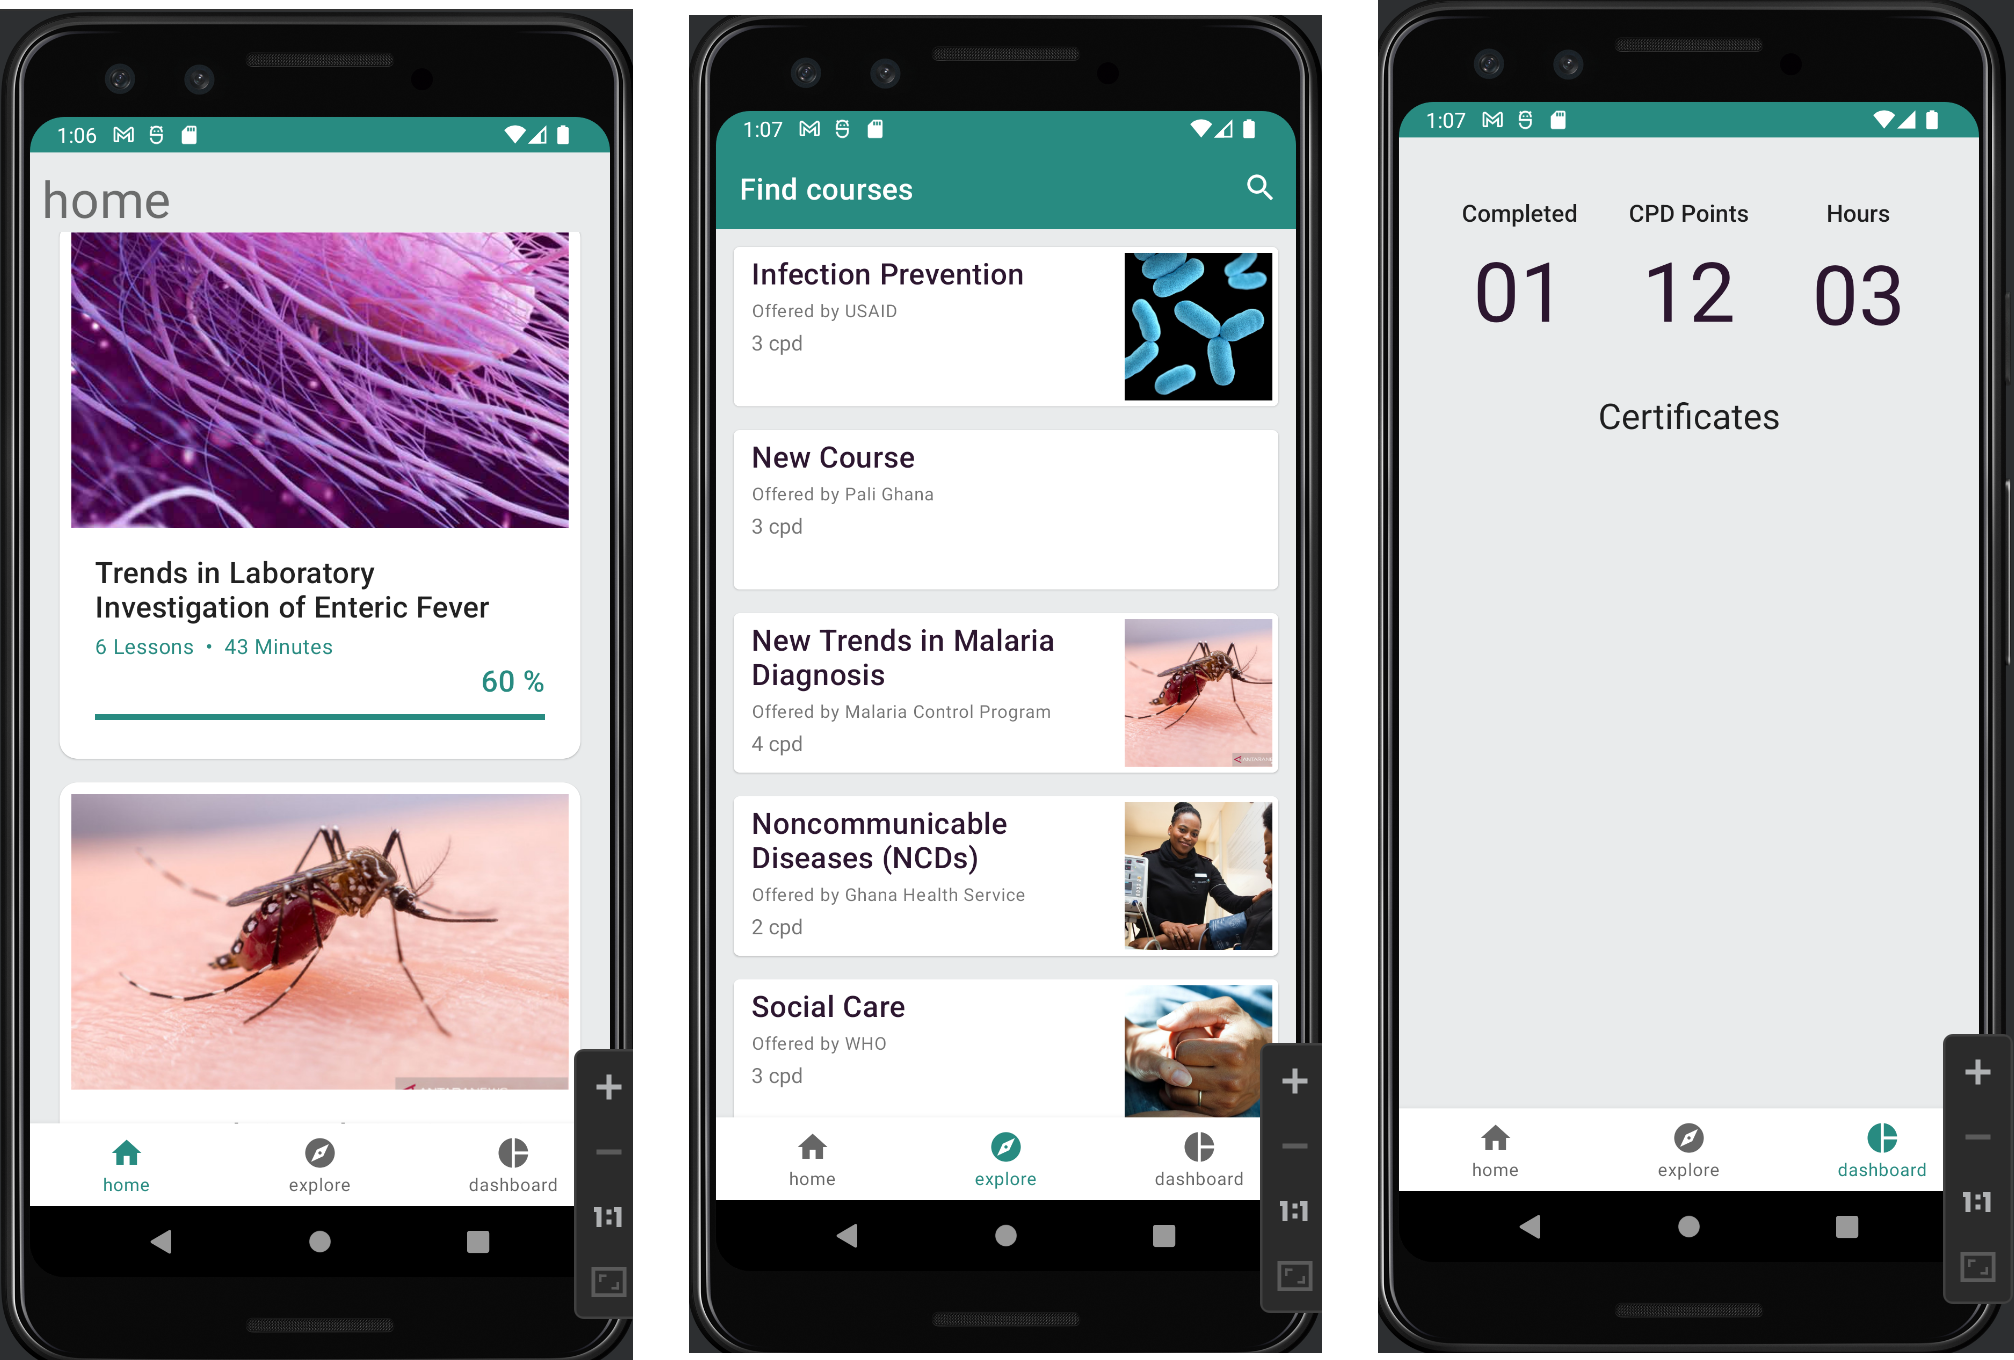 1:06
home
Trends in Laboratory
Investigation of Enteric Fever
6 Lessons • 43 Minutes
60 %
home
explore
dashboard
1:1
1:07
Find courses
Infection Prevention
Offered by USAID
3 cpd
New Course
Offered by Pali Ghana
3 cpd
New Trends in Malaria
Diagnosis
Offered by Malaria Control Program
4 cpd
Noncommunicable
Diseases (NCDs)
Offered by Ghana Health Service
2 cpd
Social Care
Offered by WHO
3 cpd
home
explore
dashboard
1:1
1:07
Completed CPD Points Hours
01 12 03
Certificates
home
explore
dashboard
1:1